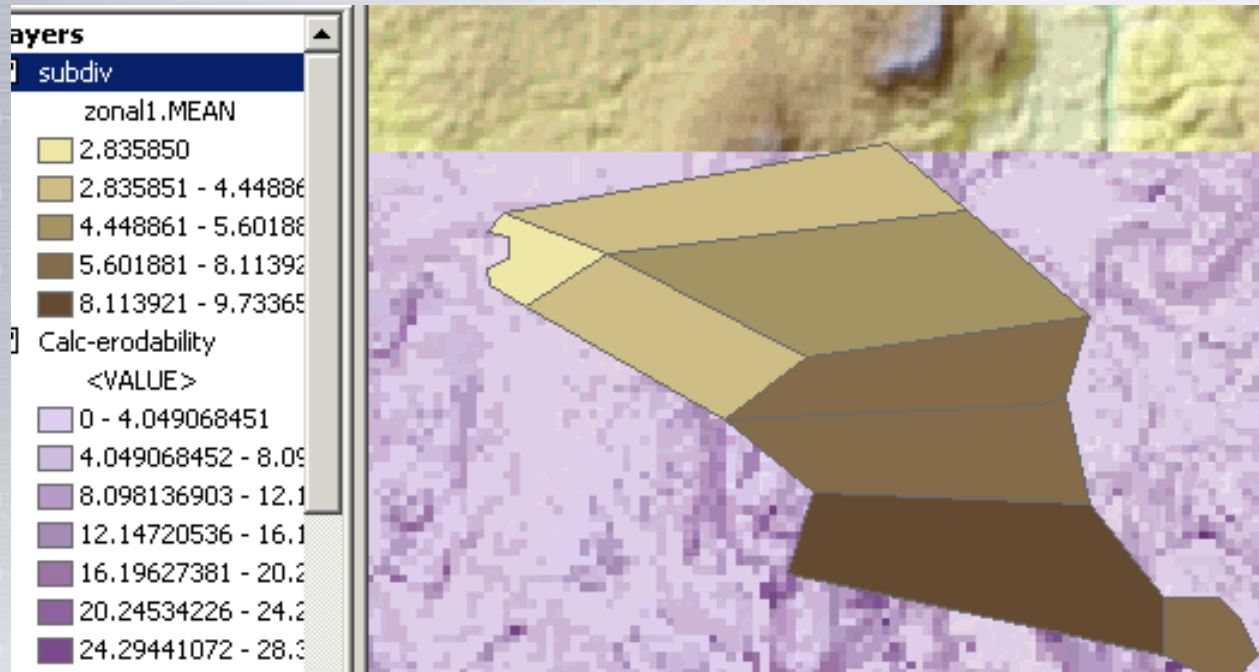 ayers
subdiv
zonal1.MEAN
2.835850
2.835851 - 4.44886
4.448861 - 5.60188
5.601881 - 8.11392
8.113921 - 9.73365
Calc-erodability
<VALUE>
0 - 4.049068451
4.049068452 - 8.09
8.098136903 - 12.1
12.14720536 - 16.1
16.19627381 - 20.2
20.24534226 - 24.2
24.29441072 - 28.3